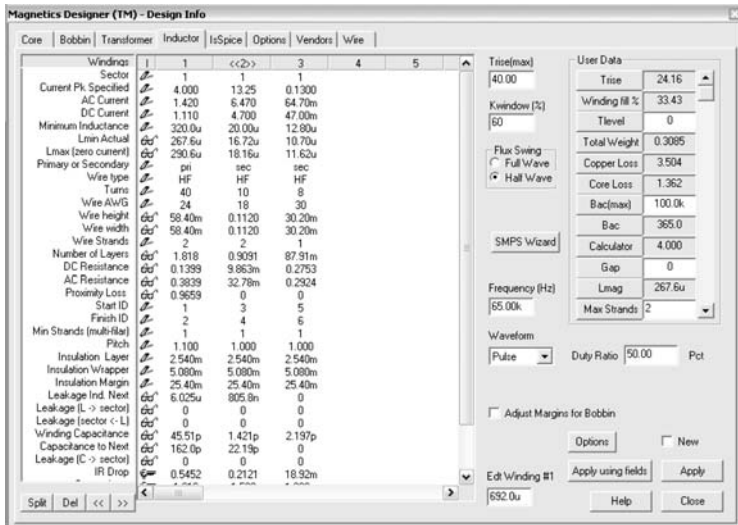 Magnetics Designer (TM) - Design Info
Core Bobbin Transformer Inductor IsSpice Options Vendors Wire
Windings I 1 <<2>> 3 4 5
Sector 1 1 1
Current Pk Specified 4.000 13.25 0.1300
AC Current 1.420 6.470 64.70m
DC Current 1.110 4.700 47.00m
Minimum Inductance 320.0u 20.00u 12.80u
Lmin Actual 267.6u 16.72u 10.70u
Lmax (zero current) 290.6u 18.16u 11.62u
Primary or Secondary pri sec sec
Wire type HF HF HF
Turns 40 10 8
Wire AWG 24 18 30
Wire height 58.40m 0.1120 30.20m
Wire width 58.40m 0.1120 30.20m
Wire Strands 2 2 1
Number of Layers 1.818 0.9091 87.91m
DC Resistance 0.1399 9.863m 0.2753
AC Resistance 0.3839 32.78m 0.2924
Proximity Loss 0.9659 0 0
Start ID 1 3 5
Finish ID 2 4 6
Min Strands (multi-filar) 1 1 1
Pitch 1.100 1.000 1.000
Insulation Layer 2.540m 2.540m 2.540m
Insulation Wrapper 5.080m 5.080m 5.080m
Insulation Margin 25.40m 25.40m 25.40m
Leakage Ind. Next 6.025u 805.8n 0
Leakage (L -> sector) 0 0 0
Leakage (sector <- L) 0 0 0
Winding Capacitance 45.51p 1.421p 2.197p
Capacitance to Next 162.0p 22.19p 0
Leakage (C -> sector) 0 0 0
IR Drop 0.5452 0.2121 18.92m
Split Del << >>
Trise(max)
40.00
Kwindow (%)
60
Flux Swing
Full Wave
Half Wave
SMPS Wizard
Frequency (Hz)
65.00k
Waveform
Pulse
Duty Ratio 50.00 Pct
User Data
Trise 24.16
Winding fill % 33.43
Tlevel 0
Total Weight 0.3085
Copper Loss 3.504
Core Loss 1.362
Bac(max) 100.0k
Bac 365.0
Calculator 4.000
Gap 0
Lmag 267.6u
Max Strands 2
Adjust Margins for Bobbin
Options New
Edt Winding #1
692.0u
Apply using fields Apply
Help Close